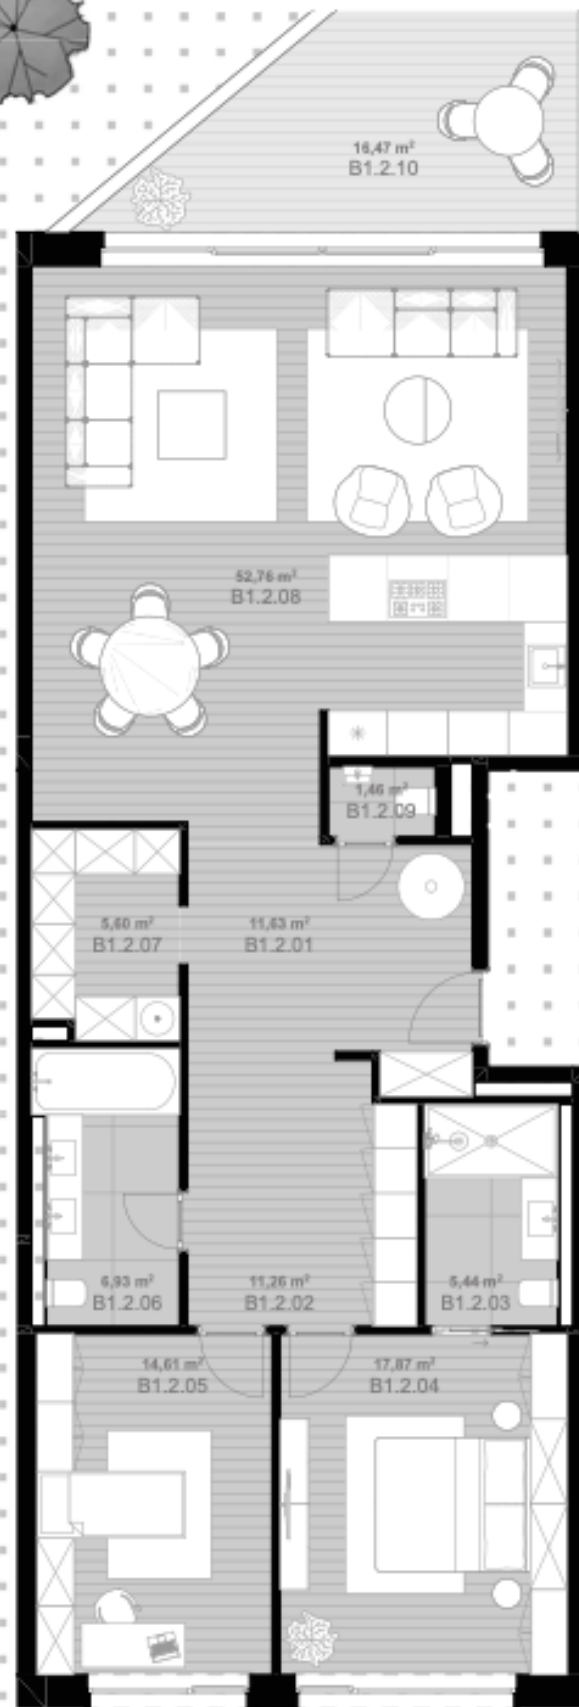 16,47 m²
B1.2.10
52,76 m²
B1.2.08
1,46 m²
B1.2.09
5,60 m²
B1.2.07
11,63 m²
B1.2.01
6,93 m²
B1.2.06
11,26 m²
B1.2.02
5,44 m²
B1.2.03
14,61 m²
B1.2.05
17,87 m²
B1.2.04